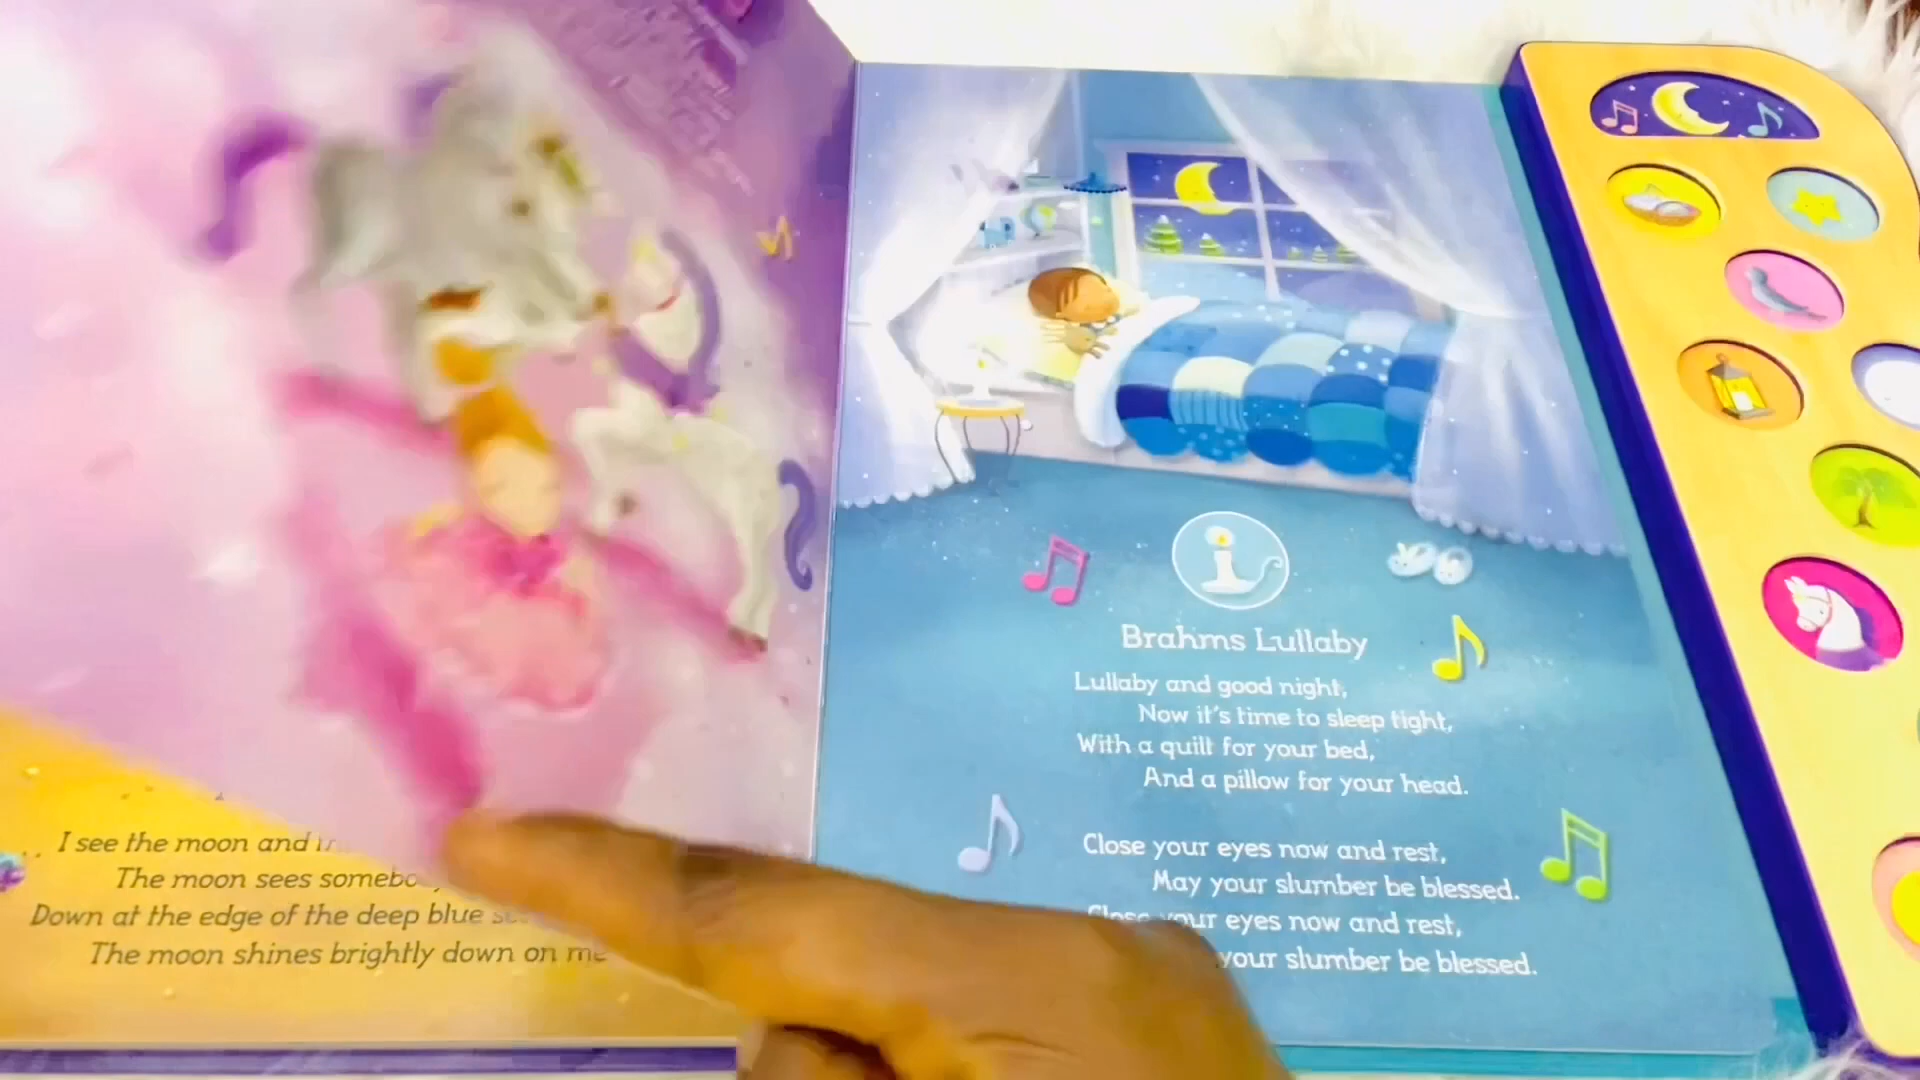 I see the moon and
The moon sees
Down at the edge of the deep blue
The moon shines brightly down on me
Brahms Lullaby
Lullaby and good night,
Now it's time to sleep tight,
With a quilt for your bed,
And a pillow for your head.
Close your eyes now and rest,
May your slumber be blessed.
Close your eyes now and rest,
your slumber be blessed.